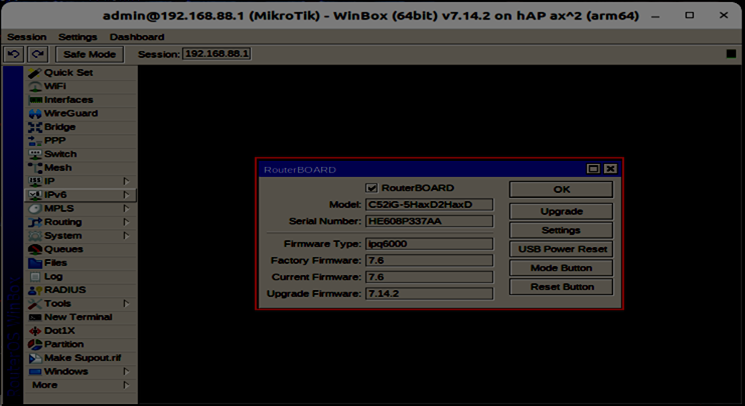 admin@192.168.88.1 (MikroTik) - WinBox (64bit) v7.14.2 on hAP ax^2 (arm64)
Session Settings Dashboard
Safe Mode Session: 192.168.88.1
Quick Set
WiFi
Interfaces
WireGuard
Bridge
PPP
Switch
Mesh
IP
IPv6
MPLS
Routing
System
Queues
Files
Log
RADIUS
Tools
New Terminal
Dot1X
Partition
Make Supout.rif
Windows
More
RouterBOARD
RouterBOARD
Model: C52iG-5HaxD2HaxD
Serial Number: HE608P337AA
Firmware Type: ipq6000
Factory Firmware: 7.6
Current Firmware: 7.6
Upgrade Firmware: 7.14.2
OK
Upgrade
Settings
USB Power Reset
Mode Button
Reset Button